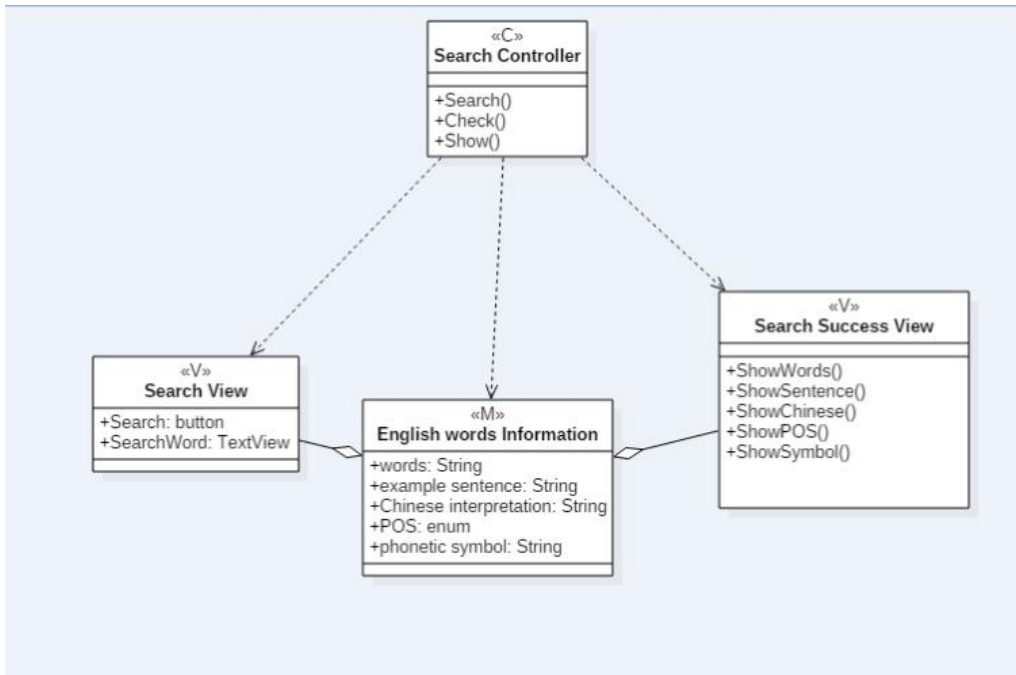 «C»
Search Controller
+Search()
+Check()
+Show()
«V»
Search View
+Search: button
+SearchWord: TextView
«M»
English words Information
+words: String
+example sentence: String
+Chinese interpretation: String
+POS: enum
+phonetic symbol: String
«V»
Search Success View
+ShowWords()
+ShowSentence()
+ShowChinese()
+ShowPOS()
+ShowSymbol()